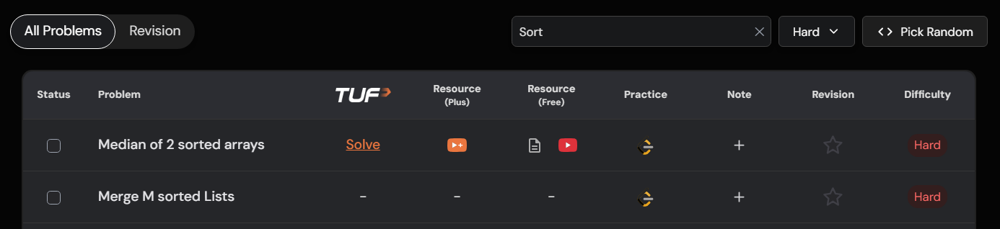 All Problems Revision Sort Hard Pick Random
Status Problem TUF Resource (Plus) Resource (Free) Practice Note Revision Difficulty
Median of 2 sorted arrays Solve + Hard
Merge M sorted Lists - - - + Hard